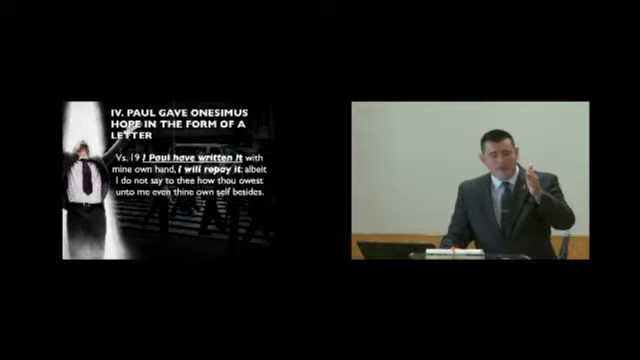 IV. PAUL GAVE ONESIMUS
HOPE IN THE FORM OF A
LETTER
Vs. 19 I Paul have written it with
mine own hand, I will repay it: albeit
I do not say to thee how thou owest
unto me even thine own self besides.